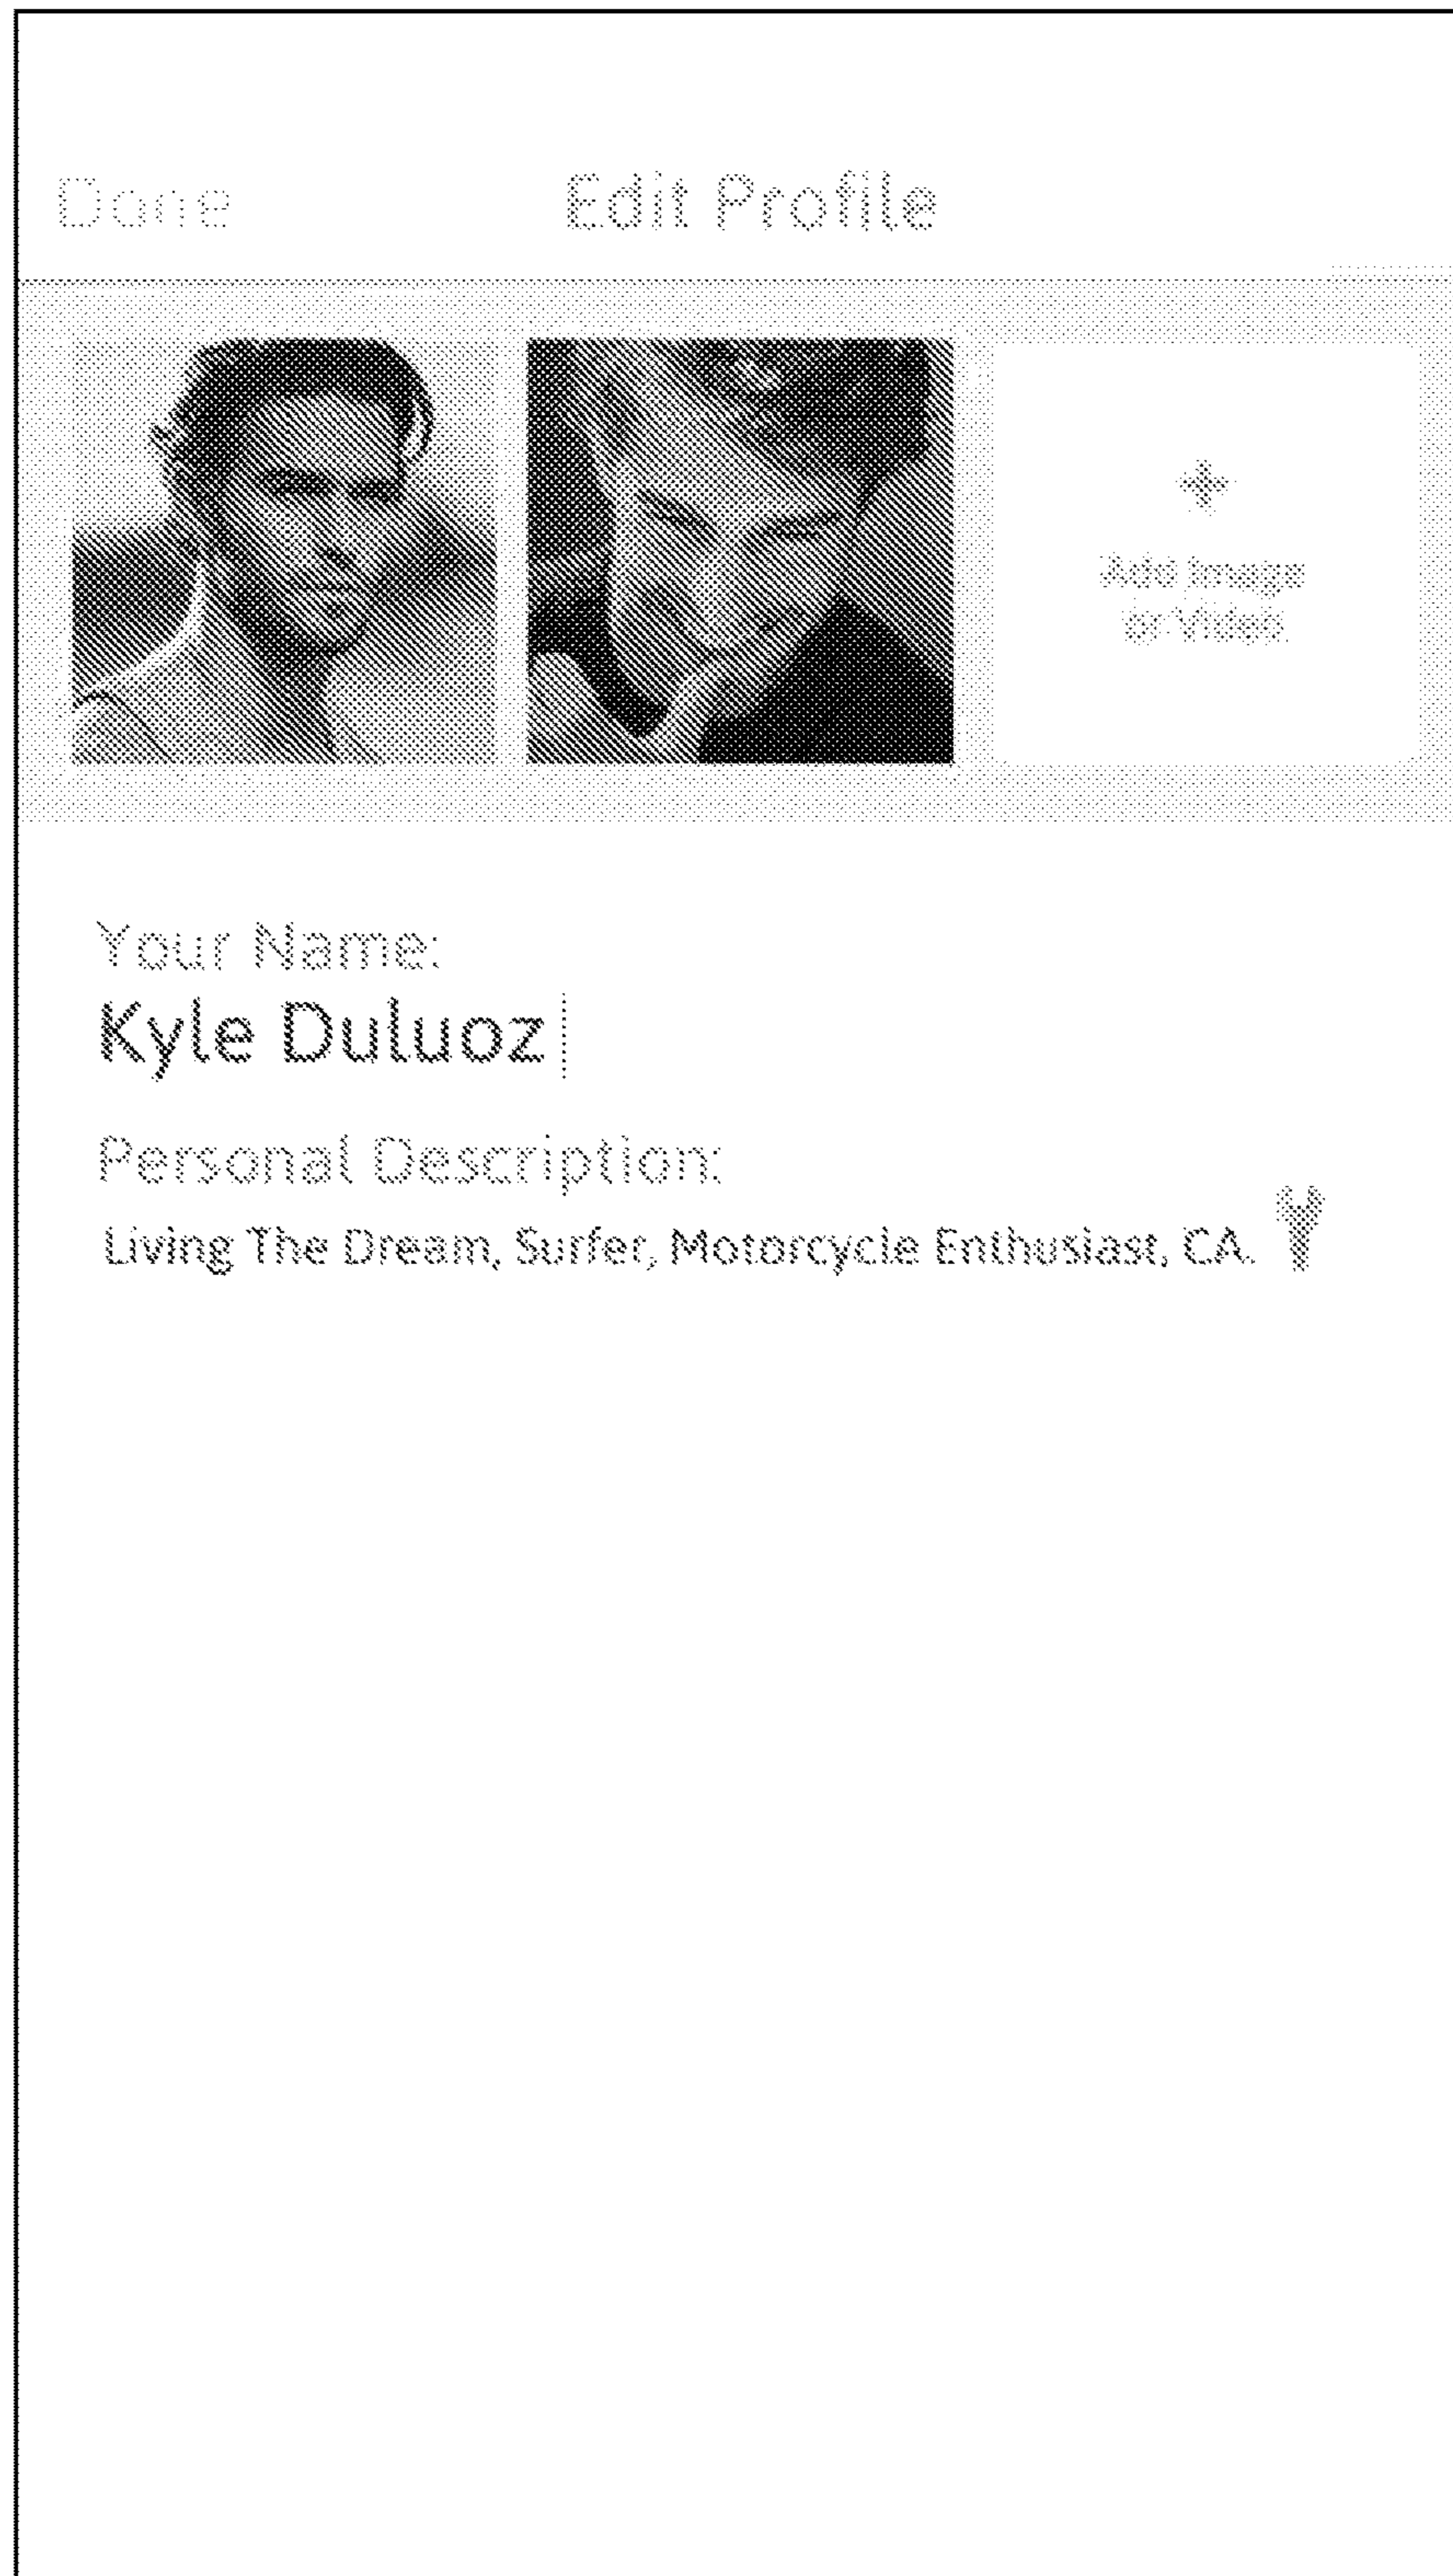 Done
Edit Profile
Add Image
or Video
Your Name:
Kyle Duluoz
Personal Description:
Living The Dream, Surfer, Motorcycle Enthusiast, CA.